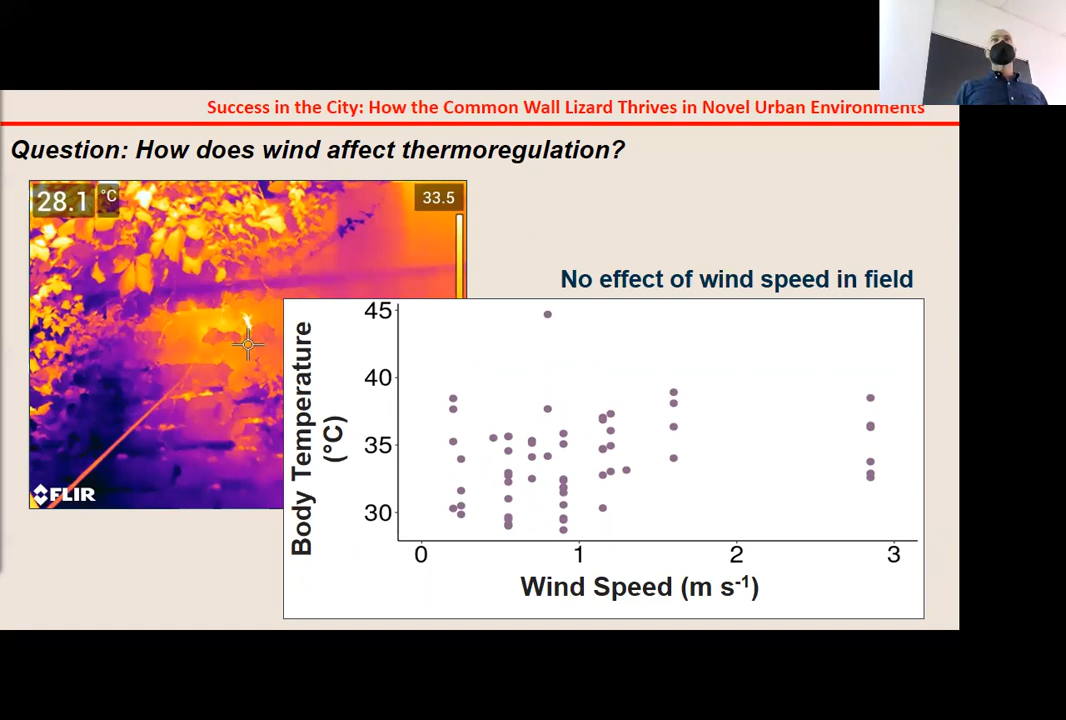 Success in the City: How the Common Wall Lizard Thrives in Novel Urban Environments
Question: How does wind affect thermoregulation?
28.1 °C
33.5
FLIR
No effect of wind speed in field
45
40
35
30
Body Temperature
(°C)
0 1 2 3
Wind Speed (m s⁻¹)